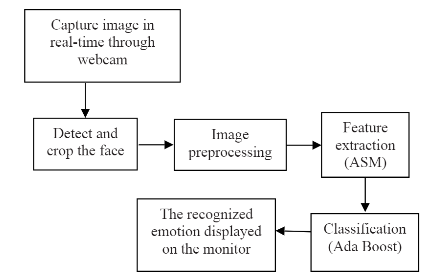 Capture image in
real-time through
webcam
Detect and
crop the face
Image
preprocessing
Feature
extraction
(ASM)
Classification
(Ada Boost)
The recognized
emotion displayed
on the monitor